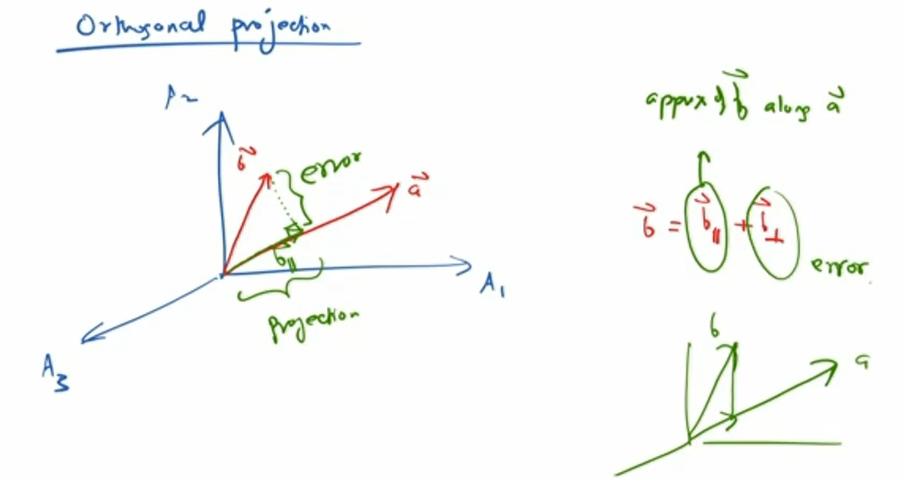 Orthogonal projection
A₂
b⃗
error
a⃗
b⃗∥
A₁
projection
A₃
approx of b⃗ along a⃗
b⃗ = b⃗∥ + b⃗⊥
error
b
a